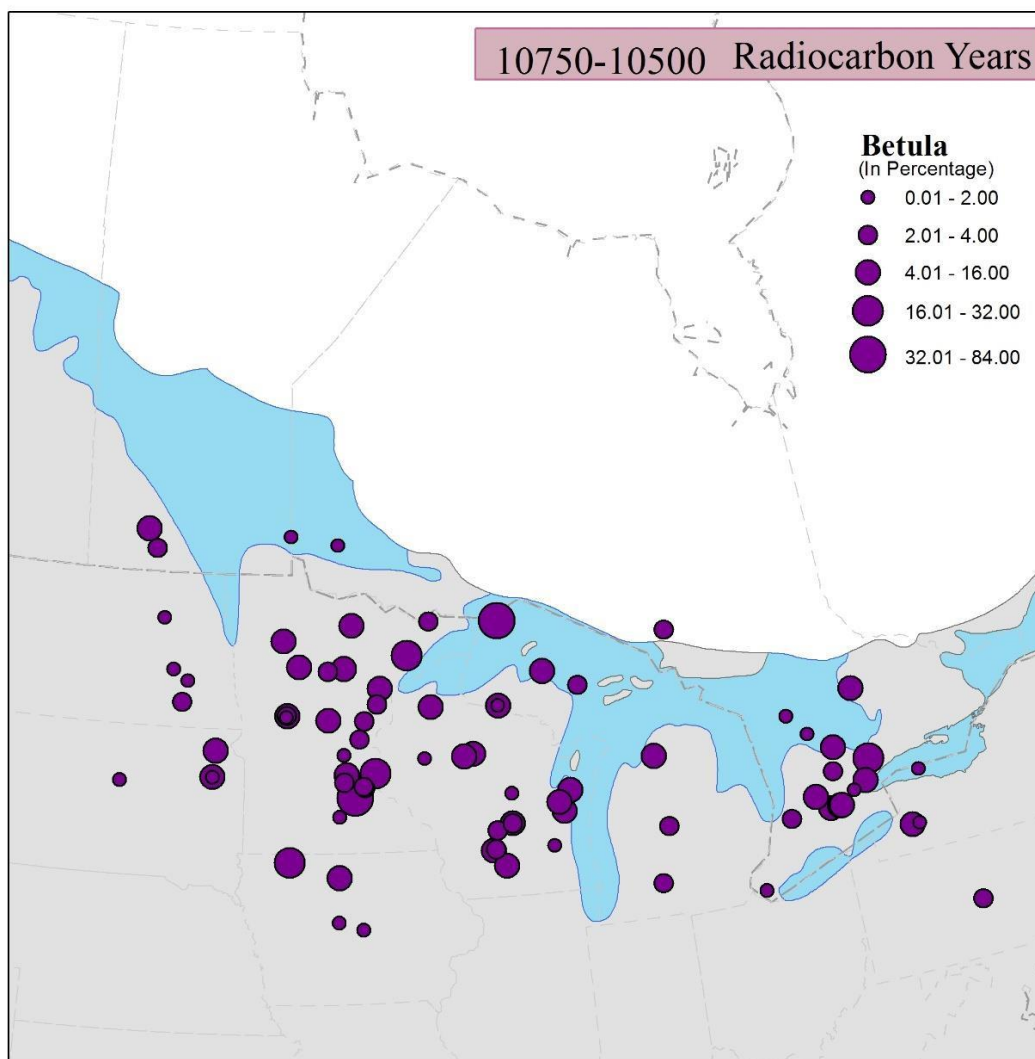 10750-10500 Radiocarbon Years
Betula
(In Percentage)
0.01 - 2.00
2.01 - 4.00
4.01 - 16.00
16.01 - 32.00
32.01 - 84.00